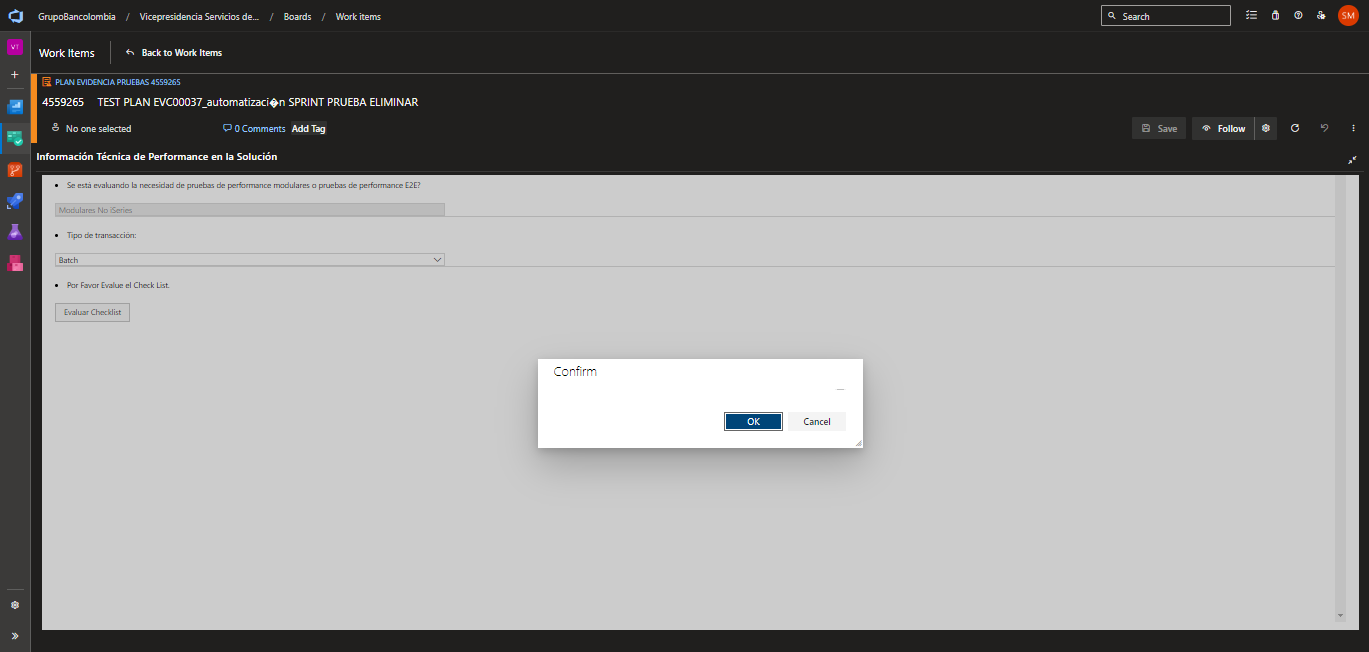 GrupoBancolombia / Vicepresidencia Servicios de... / Boards / Work items
Search
SM
VT
Work Items
Back to Work Items
PLAN EVIDENCIA PRUEBAS 4559265
4559265 TEST PLAN EVC00037_automatizaci�n SPRINT PRUEBA ELIMINAR
No one selected
0 Comments
Add Tag
Save
Follow
Información Técnica de Performance en la Solución
• Se está evaluando la necesidad de pruebas de performance modulares o pruebas de performance E2E?
Modulares No iSeries
• Tipo de transacción:
Batch
• Por Favor Evalue el Check List.
Evaluar Checklist
Confirm
OK
Cancel